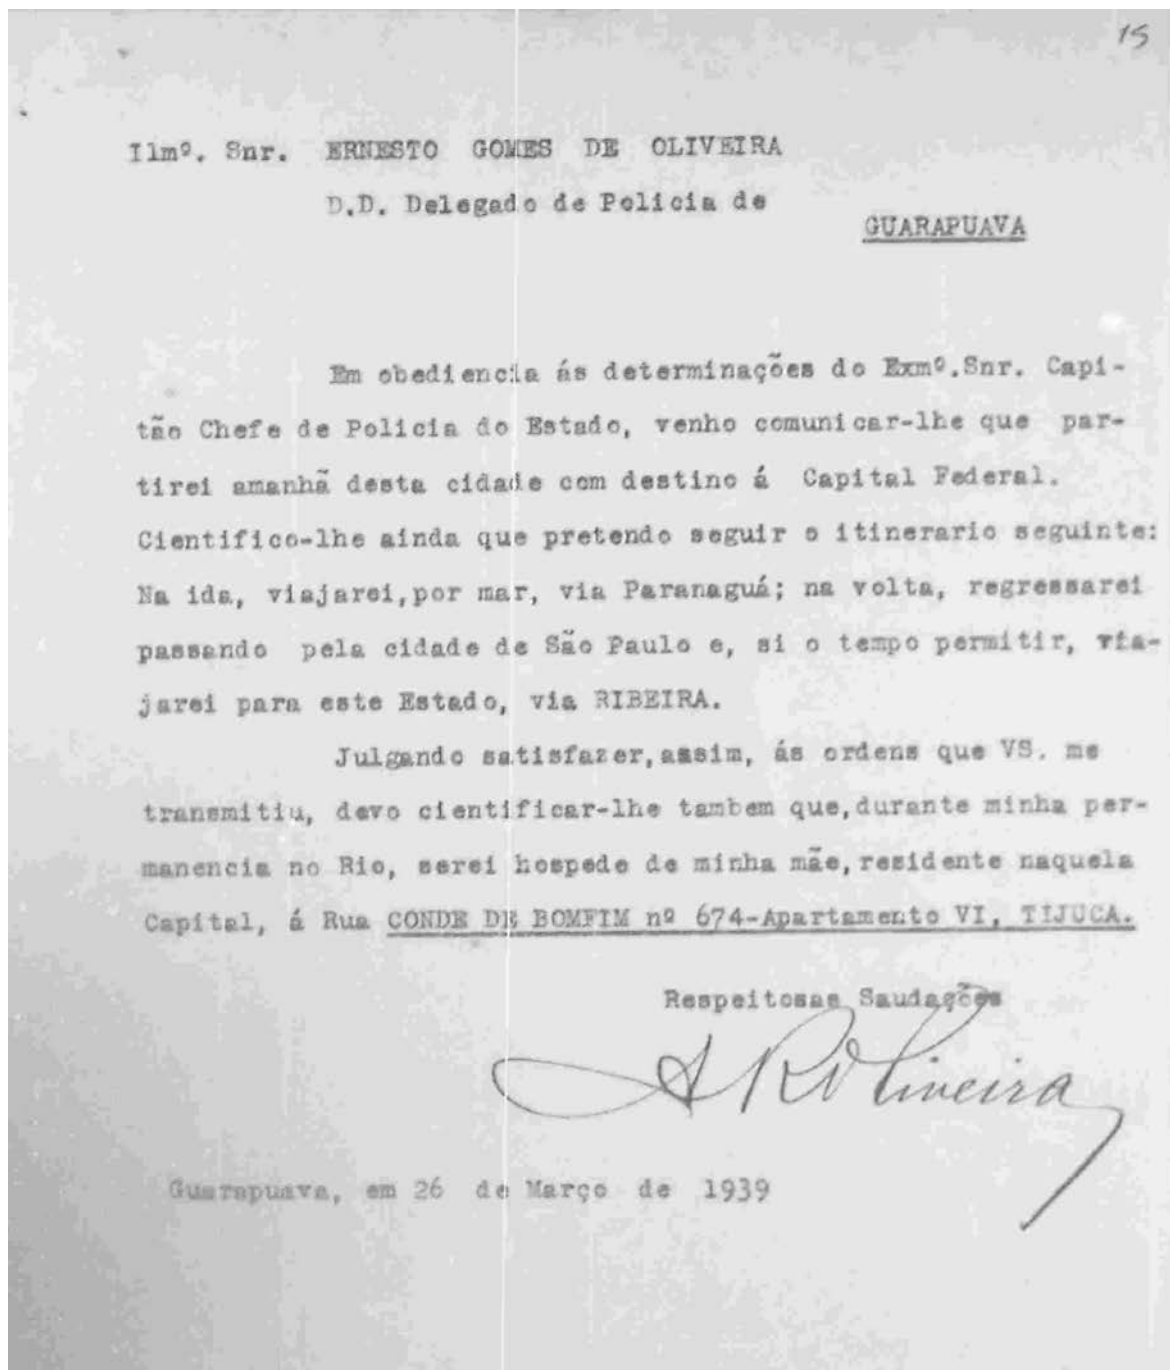 15
Ilmº. Snr. ERNESTO GOMES DE OLIVEIRA
D.D. Delegado de Policia de
GUARAPUAVA
Em obediencia ás determinações do Exmº.Snr. Capi-
tão Chefe de Policia do Estado, venho comunicar-lhe que par-
tirei amanhã desta cidade com destino á Capital Federal.
Cientifico-lhe ainda que pretendo seguir o itinerario seguinte:
Na ida, viajarei,por mar, via Paranaguá; na volta, regressarei
passando pela cidade de São Paulo e, si o tempo permitir, via-
jarei para este Estado, via RIBEIRA.
Julgando satisfazer,assim, ás ordens que VS. me
transmitiu, devo cientificar-lhe tambem que,durante minha per-
manencia no Rio, serei hospede de minha mãe,residente naquela
Capital, á Rua CONDE DE BOMFIM nº 674-Apartamento VI, TIJUCA.
Respeitosas Saudações
A R Oliveira
Guarapuava, em 26 de Março de 1939